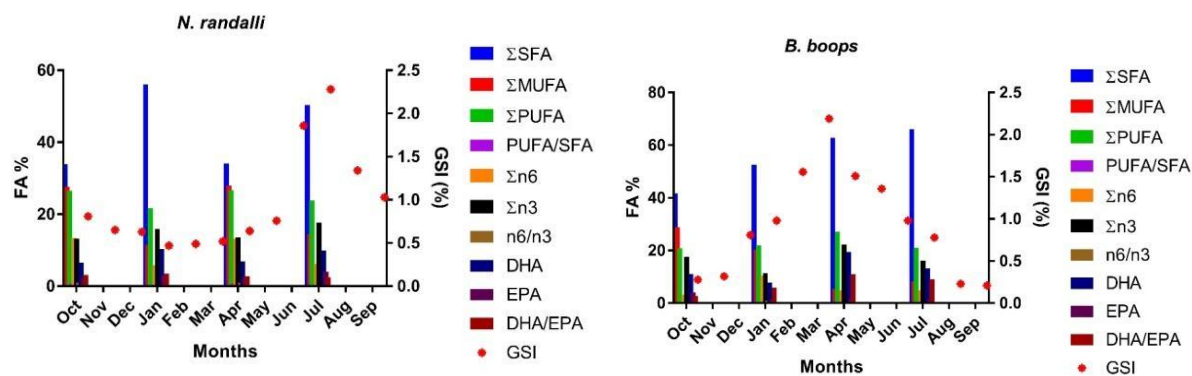 N. randalli
60
40
20
0
FA %
2.5
2.0
1.5
1.0
0.5
0.0
GSI (%)
Oct
Nov
Dec
Jan
Feb
Mar
Apr
May
Jun
Jul
Aug
Sep
Months
ΣSFA
ΣMUFA
ΣPUFA
PUFA/SFA
Σn6
Σn3
n6/n3
DHA
EPA
DHA/EPA
GSI
B. boops
80
60
40
20
0
FA %
2.5
2.0
1.5
1.0
0.5
0.0
GSI (%)
Oct
Nov
Dec
Jan
Feb
Mar
Apr
May
Jun
Jul
Aug
Sep
Months
ΣSFA
ΣMUFA
ΣPUFA
PUFA/SFA
Σn6
Σn3
n6/n3
DHA
EPA
DHA/EPA
GSI